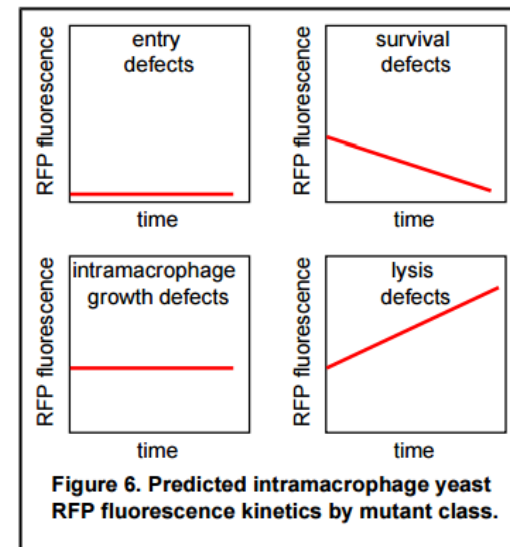 entry
defects
RFP fluorescence
time
survival
defects
RFP fluorescence
time
intramacrophage
growth defects
RFP fluorescence
time
lysis
defects
RFP fluorescence
time
Figure 6. Predicted intramacrophage yeast
RFP fluorescence kinetics by mutant class.